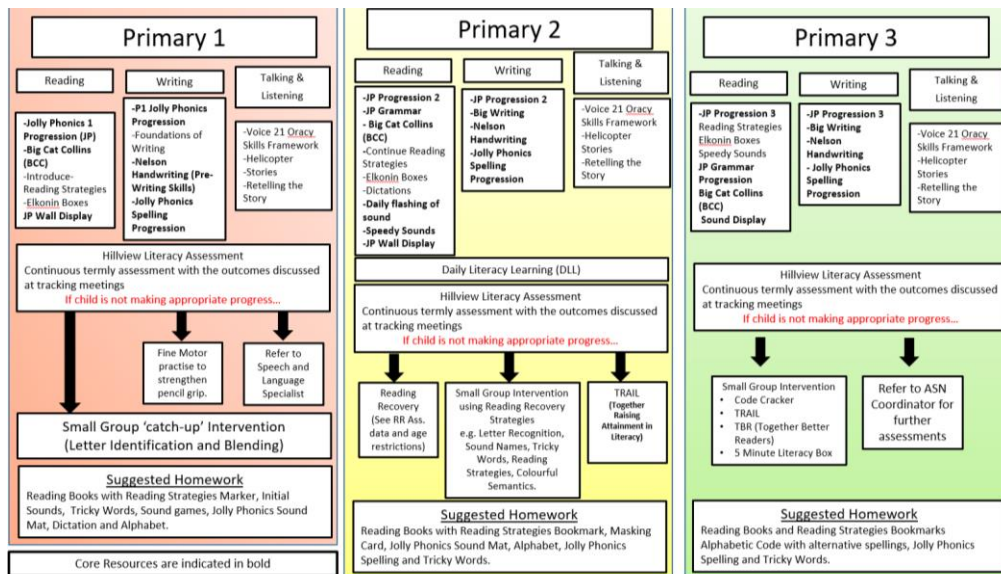 Primary 1
Reading
Writing
Talking &
Listening
-Jolly Phonics 1
Progression (JP)
-Big Cat Collins
(BCC)
-Introduce-
Reading Strategies
-Elkonin Boxes
JP Wall Display
-P1 Jolly Phonics
Progression
-Foundations of
Writing
-Nelson
Handwriting (Pre-
Writing Skills)
-Jolly Phonics
Spelling
Progression
-Voice 21 Oracy
Skills Framework
-Helicopter
-Stories
-Retelling the
Story
Hillview Literacy Assessment
Continuous termly assessment with the outcomes discussed
at tracking meetings
If child is not making appropriate progress...
Fine Motor
practise to
strengthen
pencil grip.
Refer to
Speech and
Language
Specialist
Small Group ‘catch-up’ Intervention
(Letter Identification and Blending)
Suggested Homework
Reading Books with Reading Strategies Marker, Initial
Sounds, Tricky Words, Sound games, Jolly Phonics Sound
Mat, Dictation and Alphabet.
Core Resources are indicated in bold
Primary 2
Reading
Writing
Talking &
Listening
-JP Progression 2
-JP Grammar
- Big Cat Collins
(BCC)
-Continue Reading
Strategies
-Elkonin Boxes
-Dictations
-Daily flashing of
sound
-Speedy Sounds
-JP Wall Display
-JP Progression 2
-Big Writing
-Nelson
Handwriting
-Jolly Phonics
Spelling
Progression
-Voice 21 Oracy
Skills Framework
-Helicopter
Stories
-Retelling the
Story
Daily Literacy Learning (DLL)
Hillview Literacy Assessment
Continuous termly assessment with the outcomes discussed
at tracking meetings
If child is not making appropriate progress...
Reading
Recovery
(See RR Ass.
data and age
restrictions)
Small Group Intervention
using Reading Recovery
Strategies
e.g. Letter Recognition,
Sound Names, Tricky
Words, Reading
Strategies, Colourful
Semantics.
TRAIL
(Together
Raising
Attainment in
Literacy)
Suggested Homework
Reading Books with Reading Strategies Bookmark, Masking
Card, Jolly Phonics Sound Mat, Alphabet, Jolly Phonics
Spelling and Tricky Words.
Primary 3
Reading
Writing
Talking &
Listening
-JP Progression 3
Reading Strategies
Elkonin Boxes
Speedy Sounds
JP Grammar
Progression
Big Cat Collins
(BCC)
Sound Display
-JP Progression 3
-Big Writing
-Nelson
Handwriting
- Jolly Phonics
Spelling
Progression
-Voice 21 Oracy
Skills Framework
-Helicopter
Stories
-Retelling the
Story
Hillview Literacy Assessment
Continuous termly assessment with the outcomes discussed
at tracking meetings
If child is not making appropriate progress...
Small Group Intervention
• Code Cracker
• TRAIL
• TBR (Together Better
Readers)
• 5 Minute Literacy Box
Refer to ASN
Coordinator for
further
assessments
Suggested Homework
Reading Books and Reading Strategies Bookmarks
Alphabetic Code with alternative spellings, Jolly Phonics
Spelling and Tricky Words.